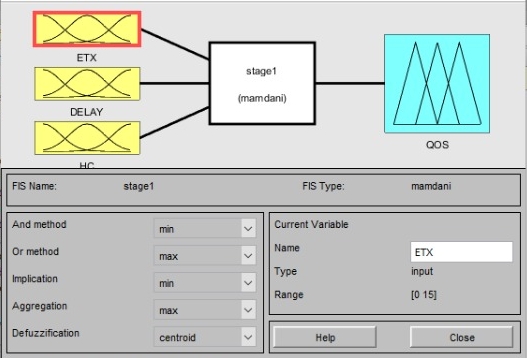 ETX
stage1
(mamdani)
DELAY
QOS
HC
FIS Name: stage1 FIS Type: mamdani
And method min
Or method max
Implication min
Aggregation max
Defuzzification centroid
Current Variable
Name ETX
Type input
Range [0 15]
Help Close